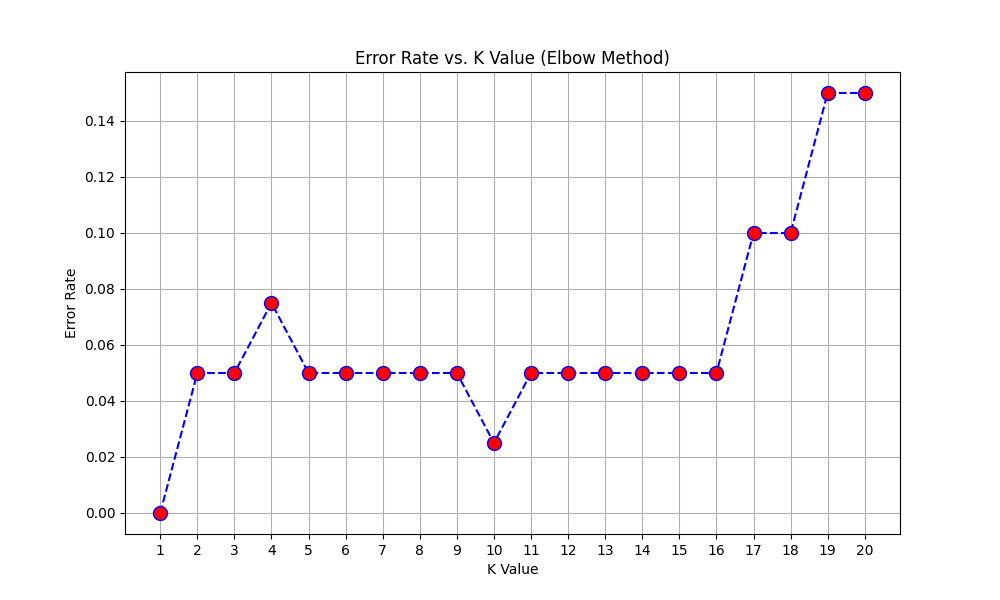 Error Rate vs. K Value (Elbow Method)
0.14
0.12
0.10
0.08
0.06
0.04
0.02
0.00
Error Rate
1 2 3 4 5 6 7 8 9 10 11 12 13 14 15 16 17 18 19 20
K Value